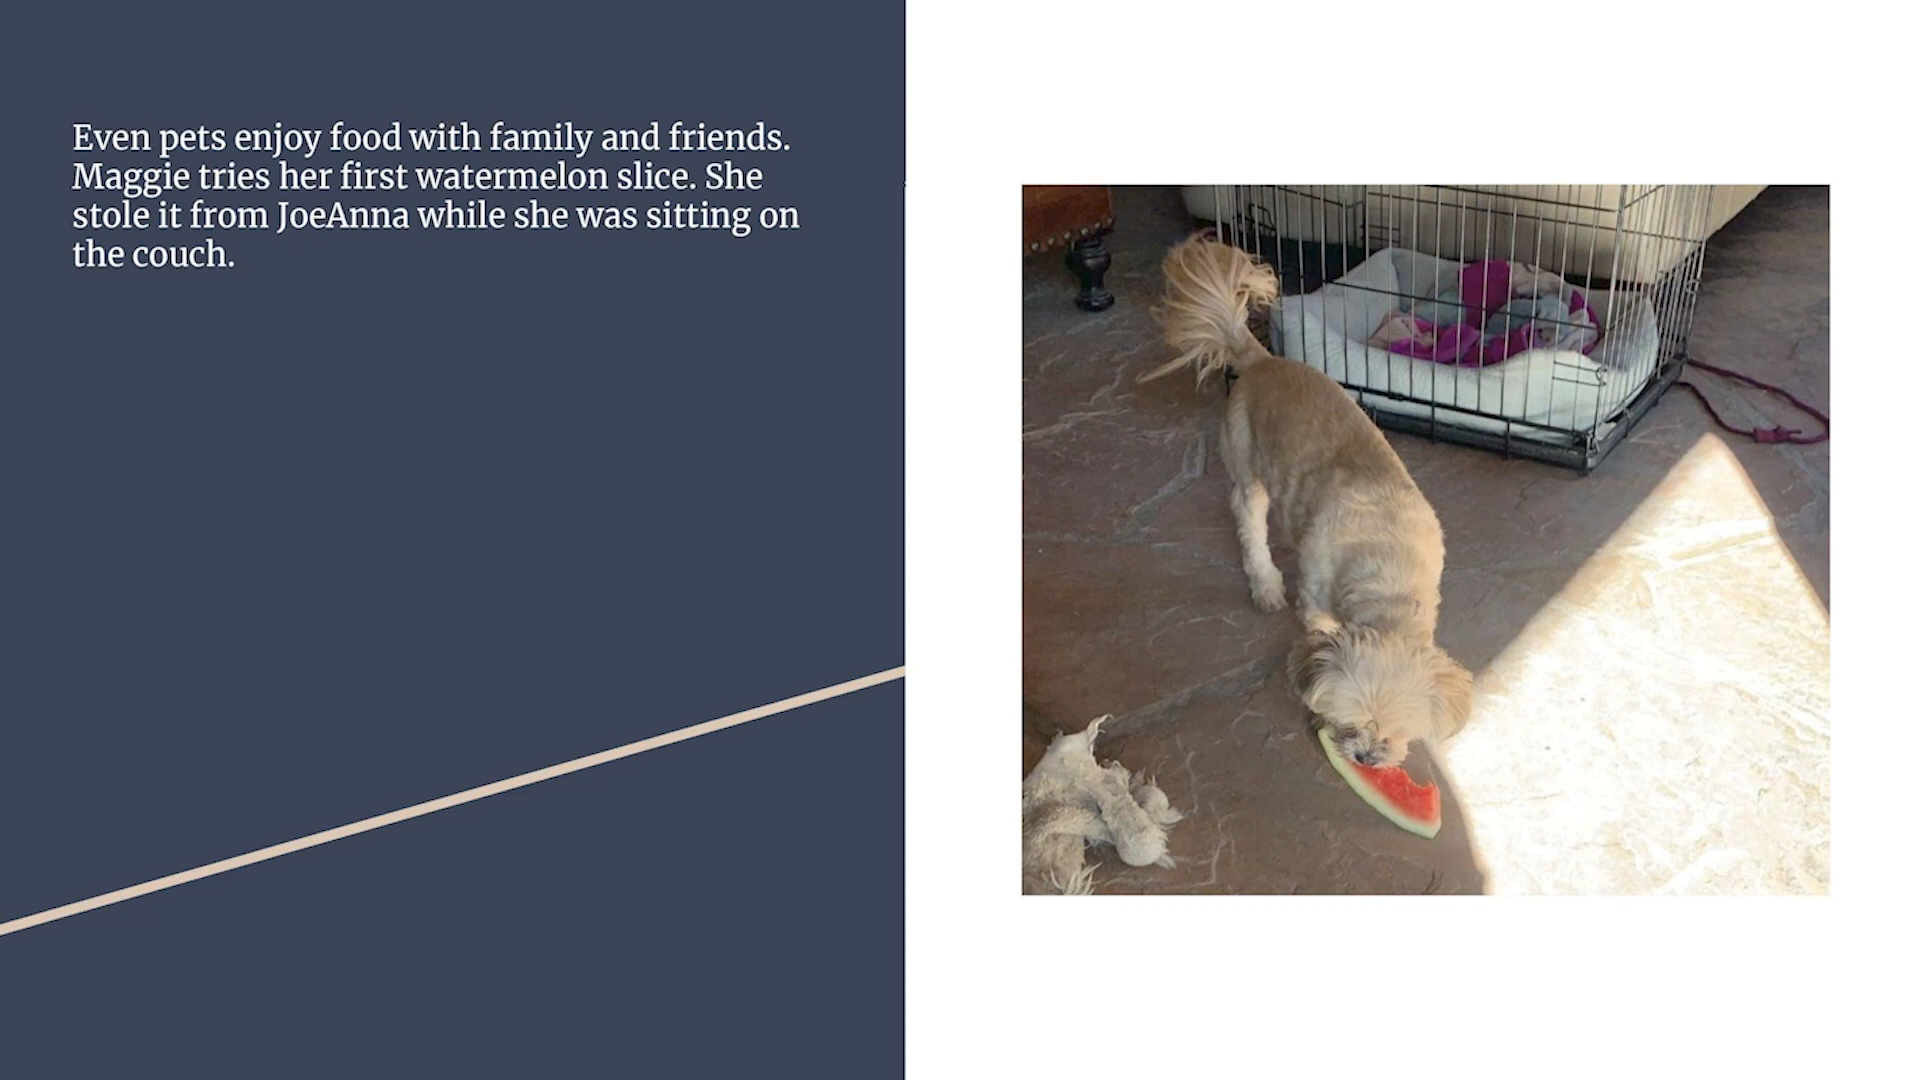 Even pets enjoy food with family and friends.
Maggie tries her first watermelon slice. She
stole it from JoeAnna while she was sitting on
the couch.